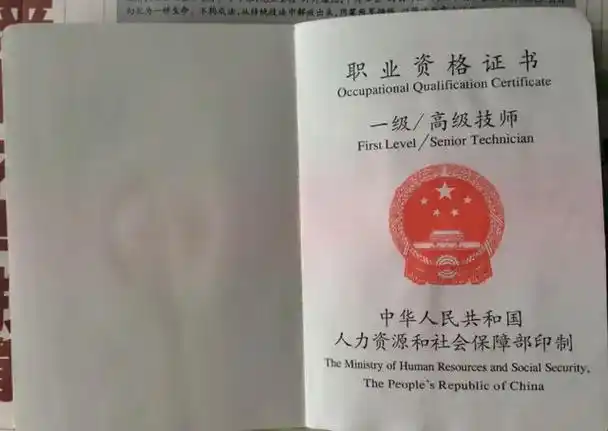 职业资格证书
Occupational Qualification Certificate
一级/高级技师
First Level/Senior Technician
中华人民共和国
人力资源和社会保障部印制
The Ministry of Human Resources and Social Security,
The People's Republic of China